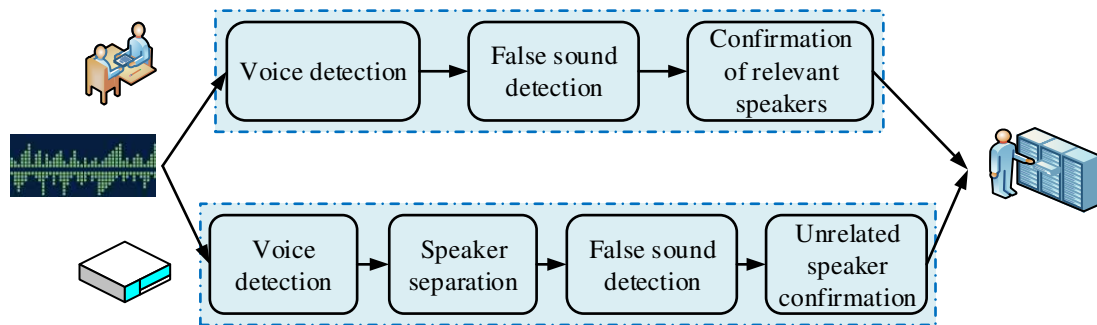 Voice detection
False sound
detection
Confirmation
of relevant
speakers
Voice
detection
Speaker
separation
False sound
detection
Unrelated
speaker
confirmation